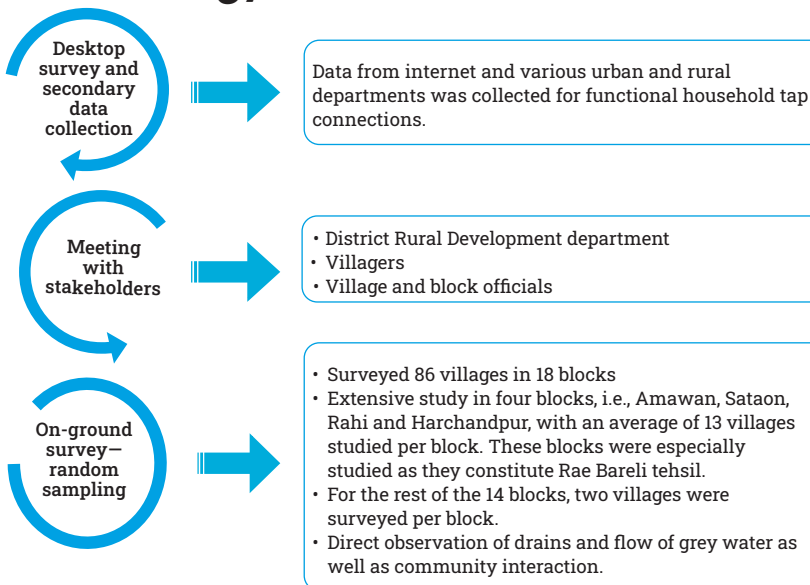 Desktop
survey and
secondary
data
collection
Data from internet and various urban and rural
departments was collected for functional household tap
connections.
Meeting
with
stakeholders
• District Rural Development department
• Villagers
• Village and block officials
On-ground
survey—
random
sampling
• Surveyed 86 villages in 18 blocks
• Extensive study in four blocks, i.e., Amawan, Sataon,
Rahi and Harchandpur, with an average of 13 villages
studied per block. These blocks were especially
studied as they constitute Rae Bareli tehsil.
• For the rest of the 14 blocks, two villages were
surveyed per block.
• Direct observation of drains and flow of grey water as
well as community interaction.